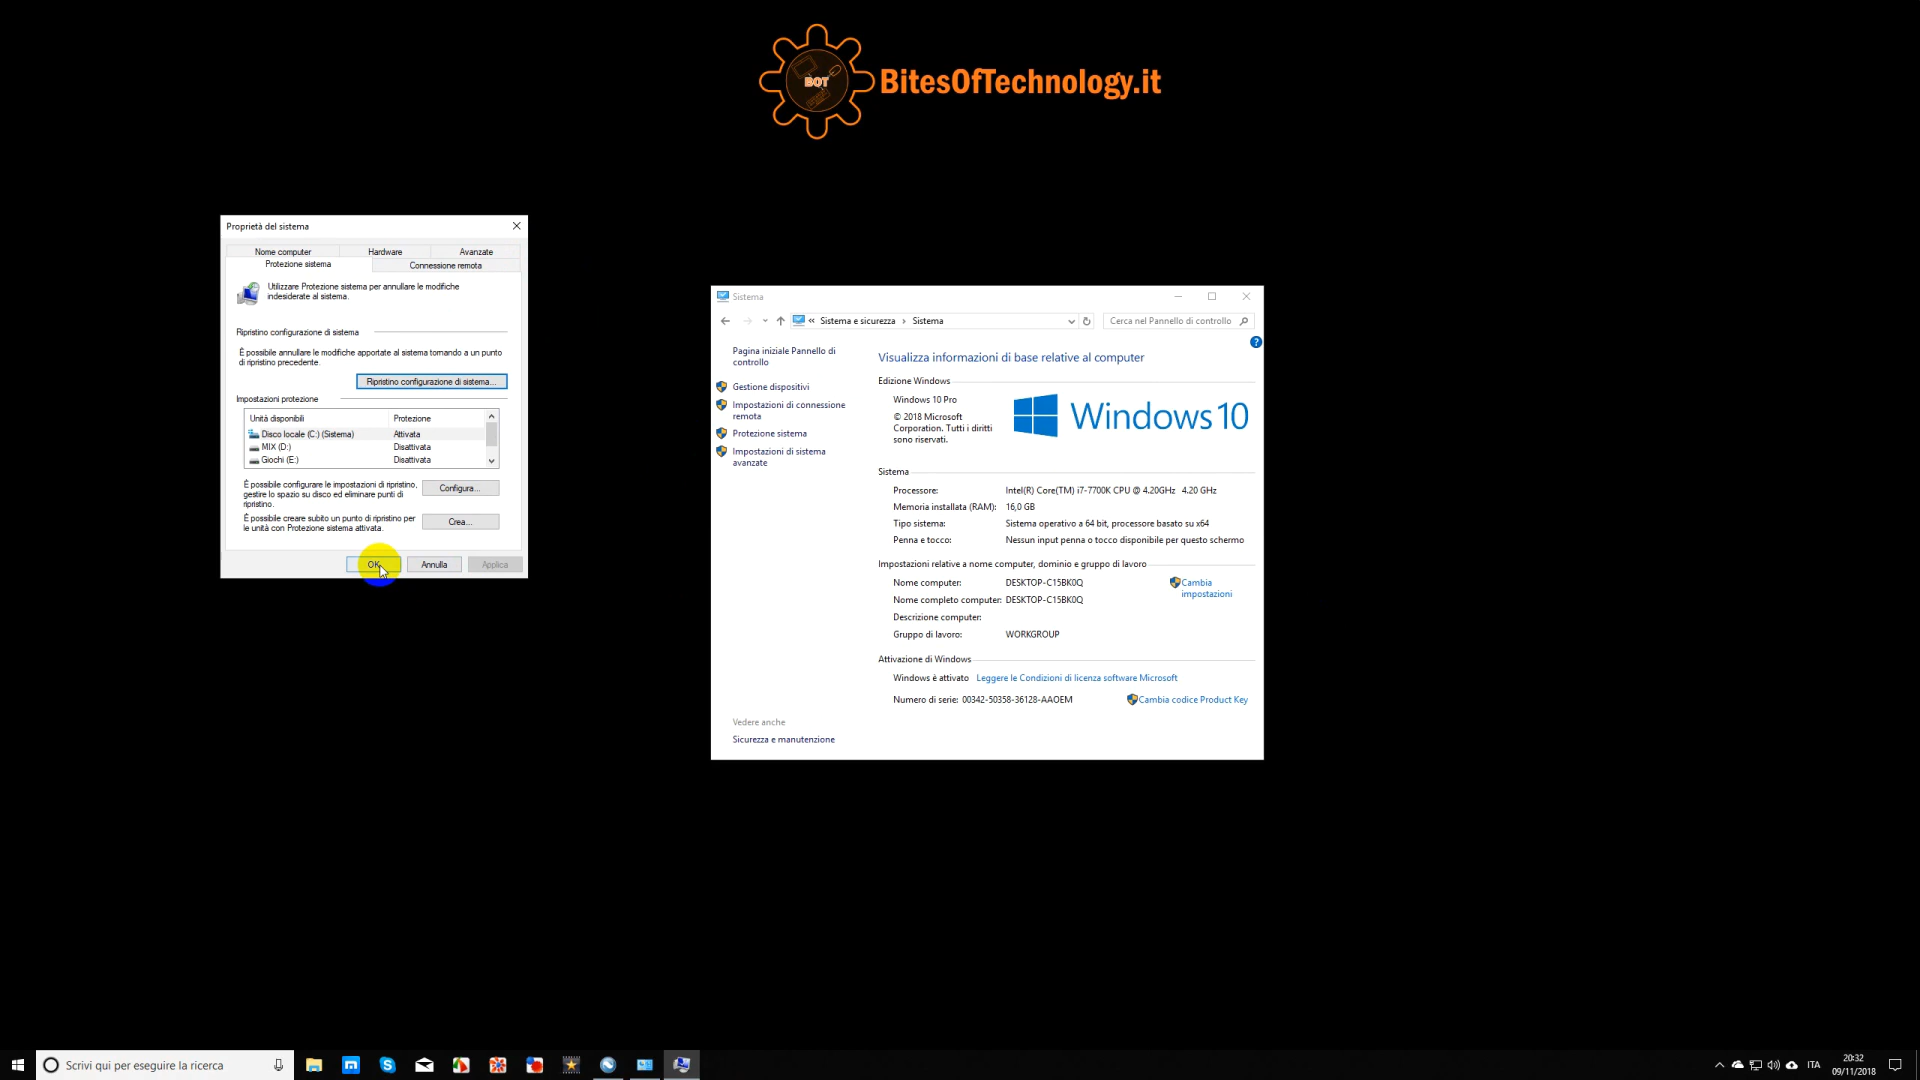 BOT
BitesOfTechnology.it
Proprietà del sistema
Nome computer
Hardware
Avanzate
Protezione sistema
Connessione remota
Utilizzare Protezione sistema per annullare le modifiche
indesiderate al sistema.
Ripristino configurazione di sistema
È possibile annullare le modifiche apportate al sistema tornando a un punto
di ripristino precedente.
Ripristino configurazione di sistema...
Impostazioni protezione
Unità disponibili Protezione
Disco locale (C:) (Sistema) Attivata
MIX (D:) Disattivata
Giochi (E:) Disattivata
È possibile configurare le impostazioni di ripristino,
gestire lo spazio su disco ed eliminare punti di
ripristino.
Configura...
È possibile creare subito un punto di ripristino per
le unità con Protezione sistema attivata.
Crea...
OK
Annulla
Applica
Sistema
« Sistema e sicurezza › Sistema
Cerca nel Pannello di controllo
?
Pagina iniziale Pannello di
controllo
Gestione dispositivi
Impostazioni di connessione
remota
Protezione sistema
Impostazioni di sistema
avanzate
Vedere anche
Sicurezza e manutenzione
Visualizza informazioni di base relative al computer
Edizione Windows
Windows 10 Pro
© 2018 Microsoft
Corporation. Tutti i diritti
sono riservati.
Windows 10
Sistema
Processore: Intel(R) Core(TM) i7-7700K CPU @ 4.20GHz 4.20 GHz
Memoria installata (RAM): 16,0 GB
Tipo sistema: Sistema operativo a 64 bit, processore basato su x64
Penna e tocco: Nessun input penna o tocco disponibile per questo schermo
Impostazioni relative a nome computer, dominio e gruppo di lavoro
Nome computer: DESKTOP-C15BK0Q
Nome completo computer: DESKTOP-C15BK0Q
Descrizione computer:
Gruppo di lavoro: WORKGROUP
Cambia
impostazioni
Attivazione di Windows
Windows è attivato Leggere le Condizioni di licenza software Microsoft
Numero di serie: 00342-50358-36128-AAOEM
Cambia codice Product Key
Scrivi qui per eseguire la ricerca
ITA
20:32
09/11/2018